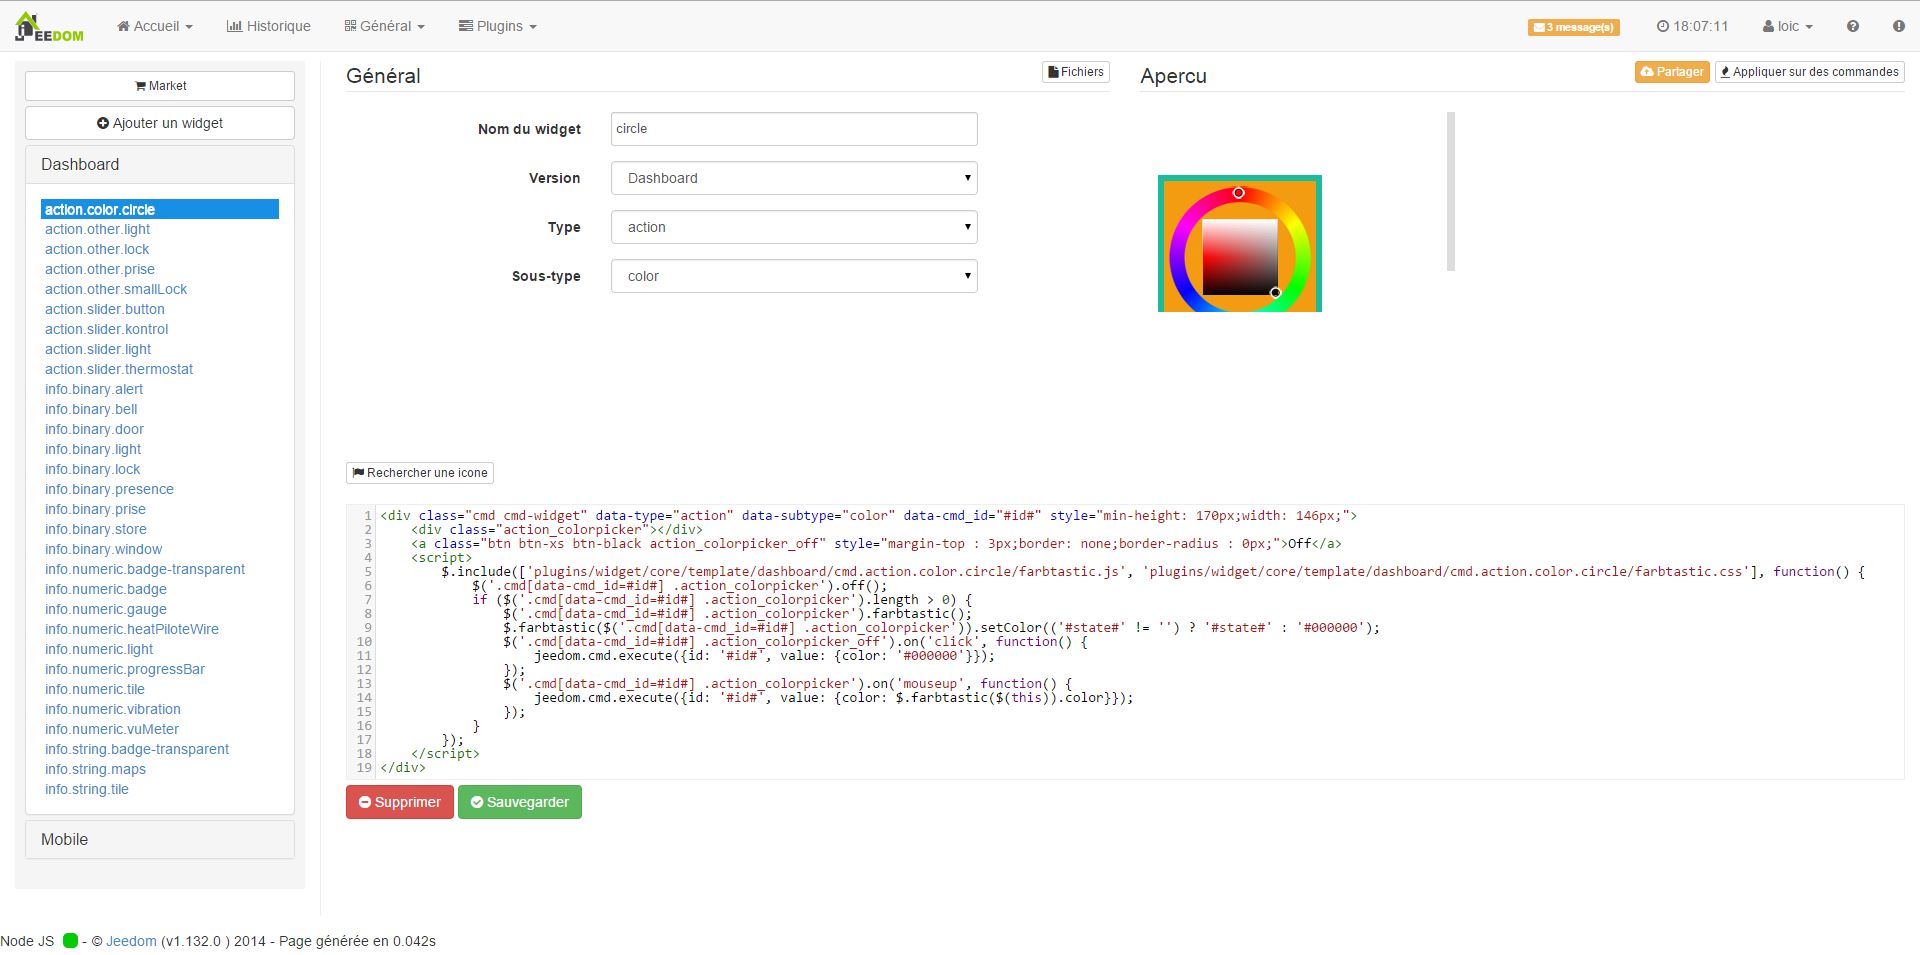 JEEDOM Accueil Historique Général Plugins 3 message(s) 18:07:11 loic
Market
Ajouter un widget
Dashboard
action.color.circle
action.other.light
action.other.lock
action.other.prise
action.other.smallLock
action.slider.button
action.slider.kontrol
action.slider.light
action.slider.thermostat
info.binary.alert
info.binary.bell
info.binary.door
info.binary.light
info.binary.lock
info.binary.presence
info.binary.prise
info.binary.store
info.binary.window
info.numeric.badge-transparent
info.numeric.badge
info.numeric.gauge
info.numeric.heatPiloteWire
info.numeric.light
info.numeric.progressBar
info.numeric.tile
info.numeric.vibration
info.numeric.vuMeter
info.string.badge-transparent
info.string.maps
info.string.tile
Mobile
Général Fichiers
Nom du widget circle
Version Dashboard
Type action
Sous-type color
Apercu Partager Appliquer sur des commandes
Rechercher une icone
1 <div class="cmd cmd-widget" data-type="action" data-subtype="color" data-cmd_id="#id#" style="min-height: 170px;width: 146px;">
2 <div class="action_colorpicker"></div>
3 <a class="btn btn-xs btn-black action_colorpicker_off" style="margin-top : 3px;border: none;border-radius : 0px;">Off</a>
4 <script>
5 $.include(['plugins/widget/core/template/dashboard/cmd.action.color.circle/farbtastic.js', 'plugins/widget/core/template/dashboard/cmd.action.color.circle/farbtastic.css'], function() {
6 $('.cmd[data-cmd_id=#id#] .action_colorpicker').off();
7 if ($('.cmd[data-cmd_id=#id#] .action_colorpicker').length > 0) {
8 $('.cmd[data-cmd_id=#id#] .action_colorpicker').farbtastic();
9 $.farbtastic($('.cmd[data-cmd_id=#id#] .action_colorpicker')).setColor(('#state#' != '') ? '#state#' : '#000000');
10 $('.cmd[data-cmd_id=#id#] .action_colorpicker_off').on('click', function() {
11 jeedom.cmd.execute({id: '#id#', value: {color: '#000000'}});
12 });
13 $('.cmd[data-cmd_id=#id#] .action_colorpicker').on('mouseup', function() {
14 jeedom.cmd.execute({id: '#id#', value: {color: $.farbtastic($(this)).color}});
15 });
16 }
17 });
18 </script>
19 </div>
Supprimer Sauvegarder
Node JS - © Jeedom (v1.132.0 ) 2014 - Page générée en 0.042s